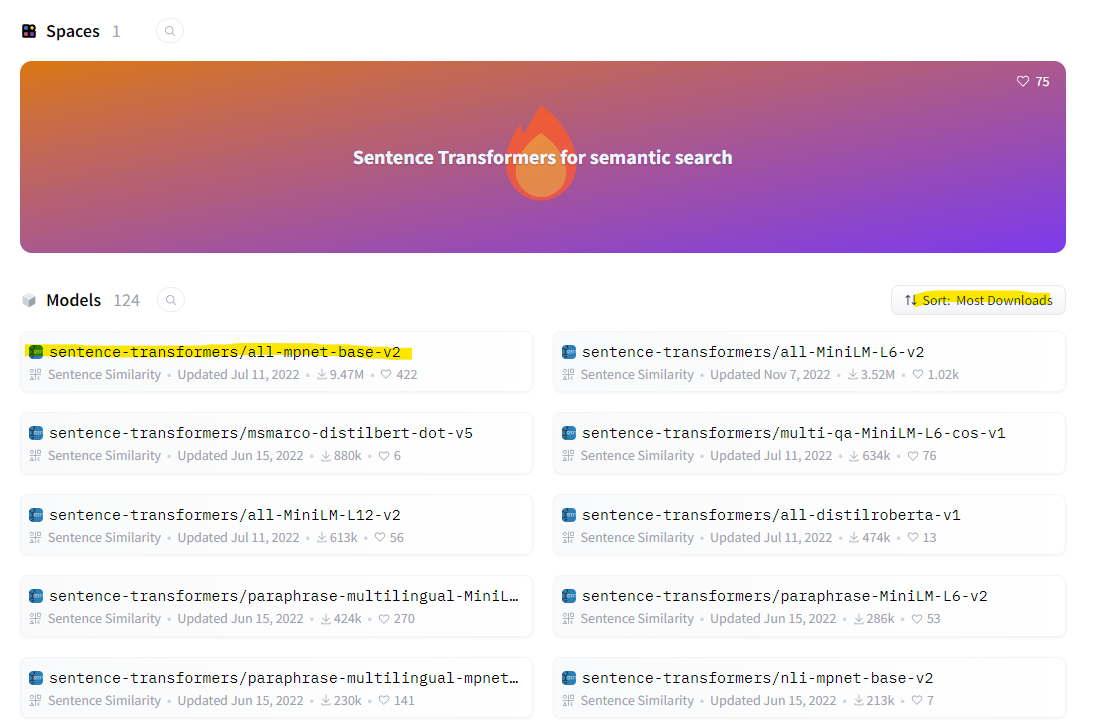 Spaces 1
75
Sentence Transformers for semantic search
Models 124
Sort: Most Downloads
sentence-transformers/all-mpnet-base-v2
Sentence Similarity • Updated Jul 11, 2022 • 9.47M • 422
sentence-transformers/all-MiniLM-L6-v2
Sentence Similarity • Updated Nov 7, 2022 • 3.52M • 1.02k
sentence-transformers/msmarco-distilbert-dot-v5
Sentence Similarity • Updated Jun 15, 2022 • 880k • 6
sentence-transformers/multi-qa-MiniLM-L6-cos-v1
Sentence Similarity • Updated Jul 11, 2022 • 634k • 76
sentence-transformers/all-MiniLM-L12-v2
Sentence Similarity • Updated Jul 11, 2022 • 613k • 56
sentence-transformers/all-distilroberta-v1
Sentence Similarity • Updated Jul 11, 2022 • 474k • 13
sentence-transformers/paraphrase-multilingual-MiniL…
Sentence Similarity • Updated Jun 15, 2022 • 424k • 270
sentence-transformers/paraphrase-MiniLM-L6-v2
Sentence Similarity • Updated Jun 15, 2022 • 286k • 53
sentence-transformers/paraphrase-multilingual-mpnet…
Sentence Similarity • Updated Jun 15, 2022 • 230k • 141
sentence-transformers/nli-mpnet-base-v2
Sentence Similarity • Updated Jun 15, 2022 • 213k • 7